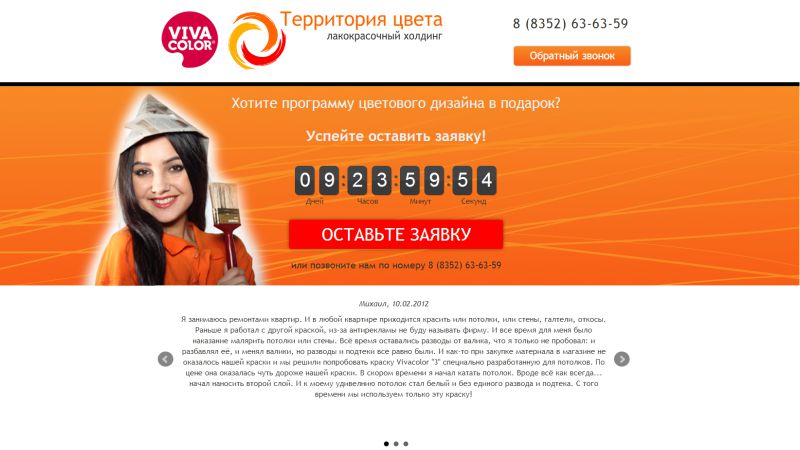 VIVA
COLOR®
Территория цвета
лакокрасочный холдинг
8 (8352) 63-63-59
Обратный звонок
Хотите программу цветового дизайна в подарок?
Успейте оставить заявку!
09:23:59:54
Дней Часов Минут Секунд
ОСТАВЬТЕ ЗАЯВКУ
или позвоните нам по номеру 8 (8352) 63-63-59
Михаил, 10.02.2012
Я занимаюсь ремонтами квартир. И в любой квартире приходится красить или потолки, или стены, галтели, откосы.
Раньше я работал с другой краской, из-за антирекламы не буду называть фирму. И все время для меня было
наказание малярить потолки или стены. Всё время оставались разводы от валика, что я только не пробовал: и
разбавлял ее, и менял валики, но разводы и подтеки всё равно были. И как-то при закупке материала в магазине не
оказалось нашей краски и мы решили попробовать краску Vivacolor "3" специально разработанную для потолков. По
цене она оказалась чуть дороже нашей краски. В скором времени я начал катать потолок. Вроде всё как всегда...
начал наносить второй слой. И к моему удивелнию потолок стал белый и без единого развода и подтека. С того
времени мы используем только эту краску!